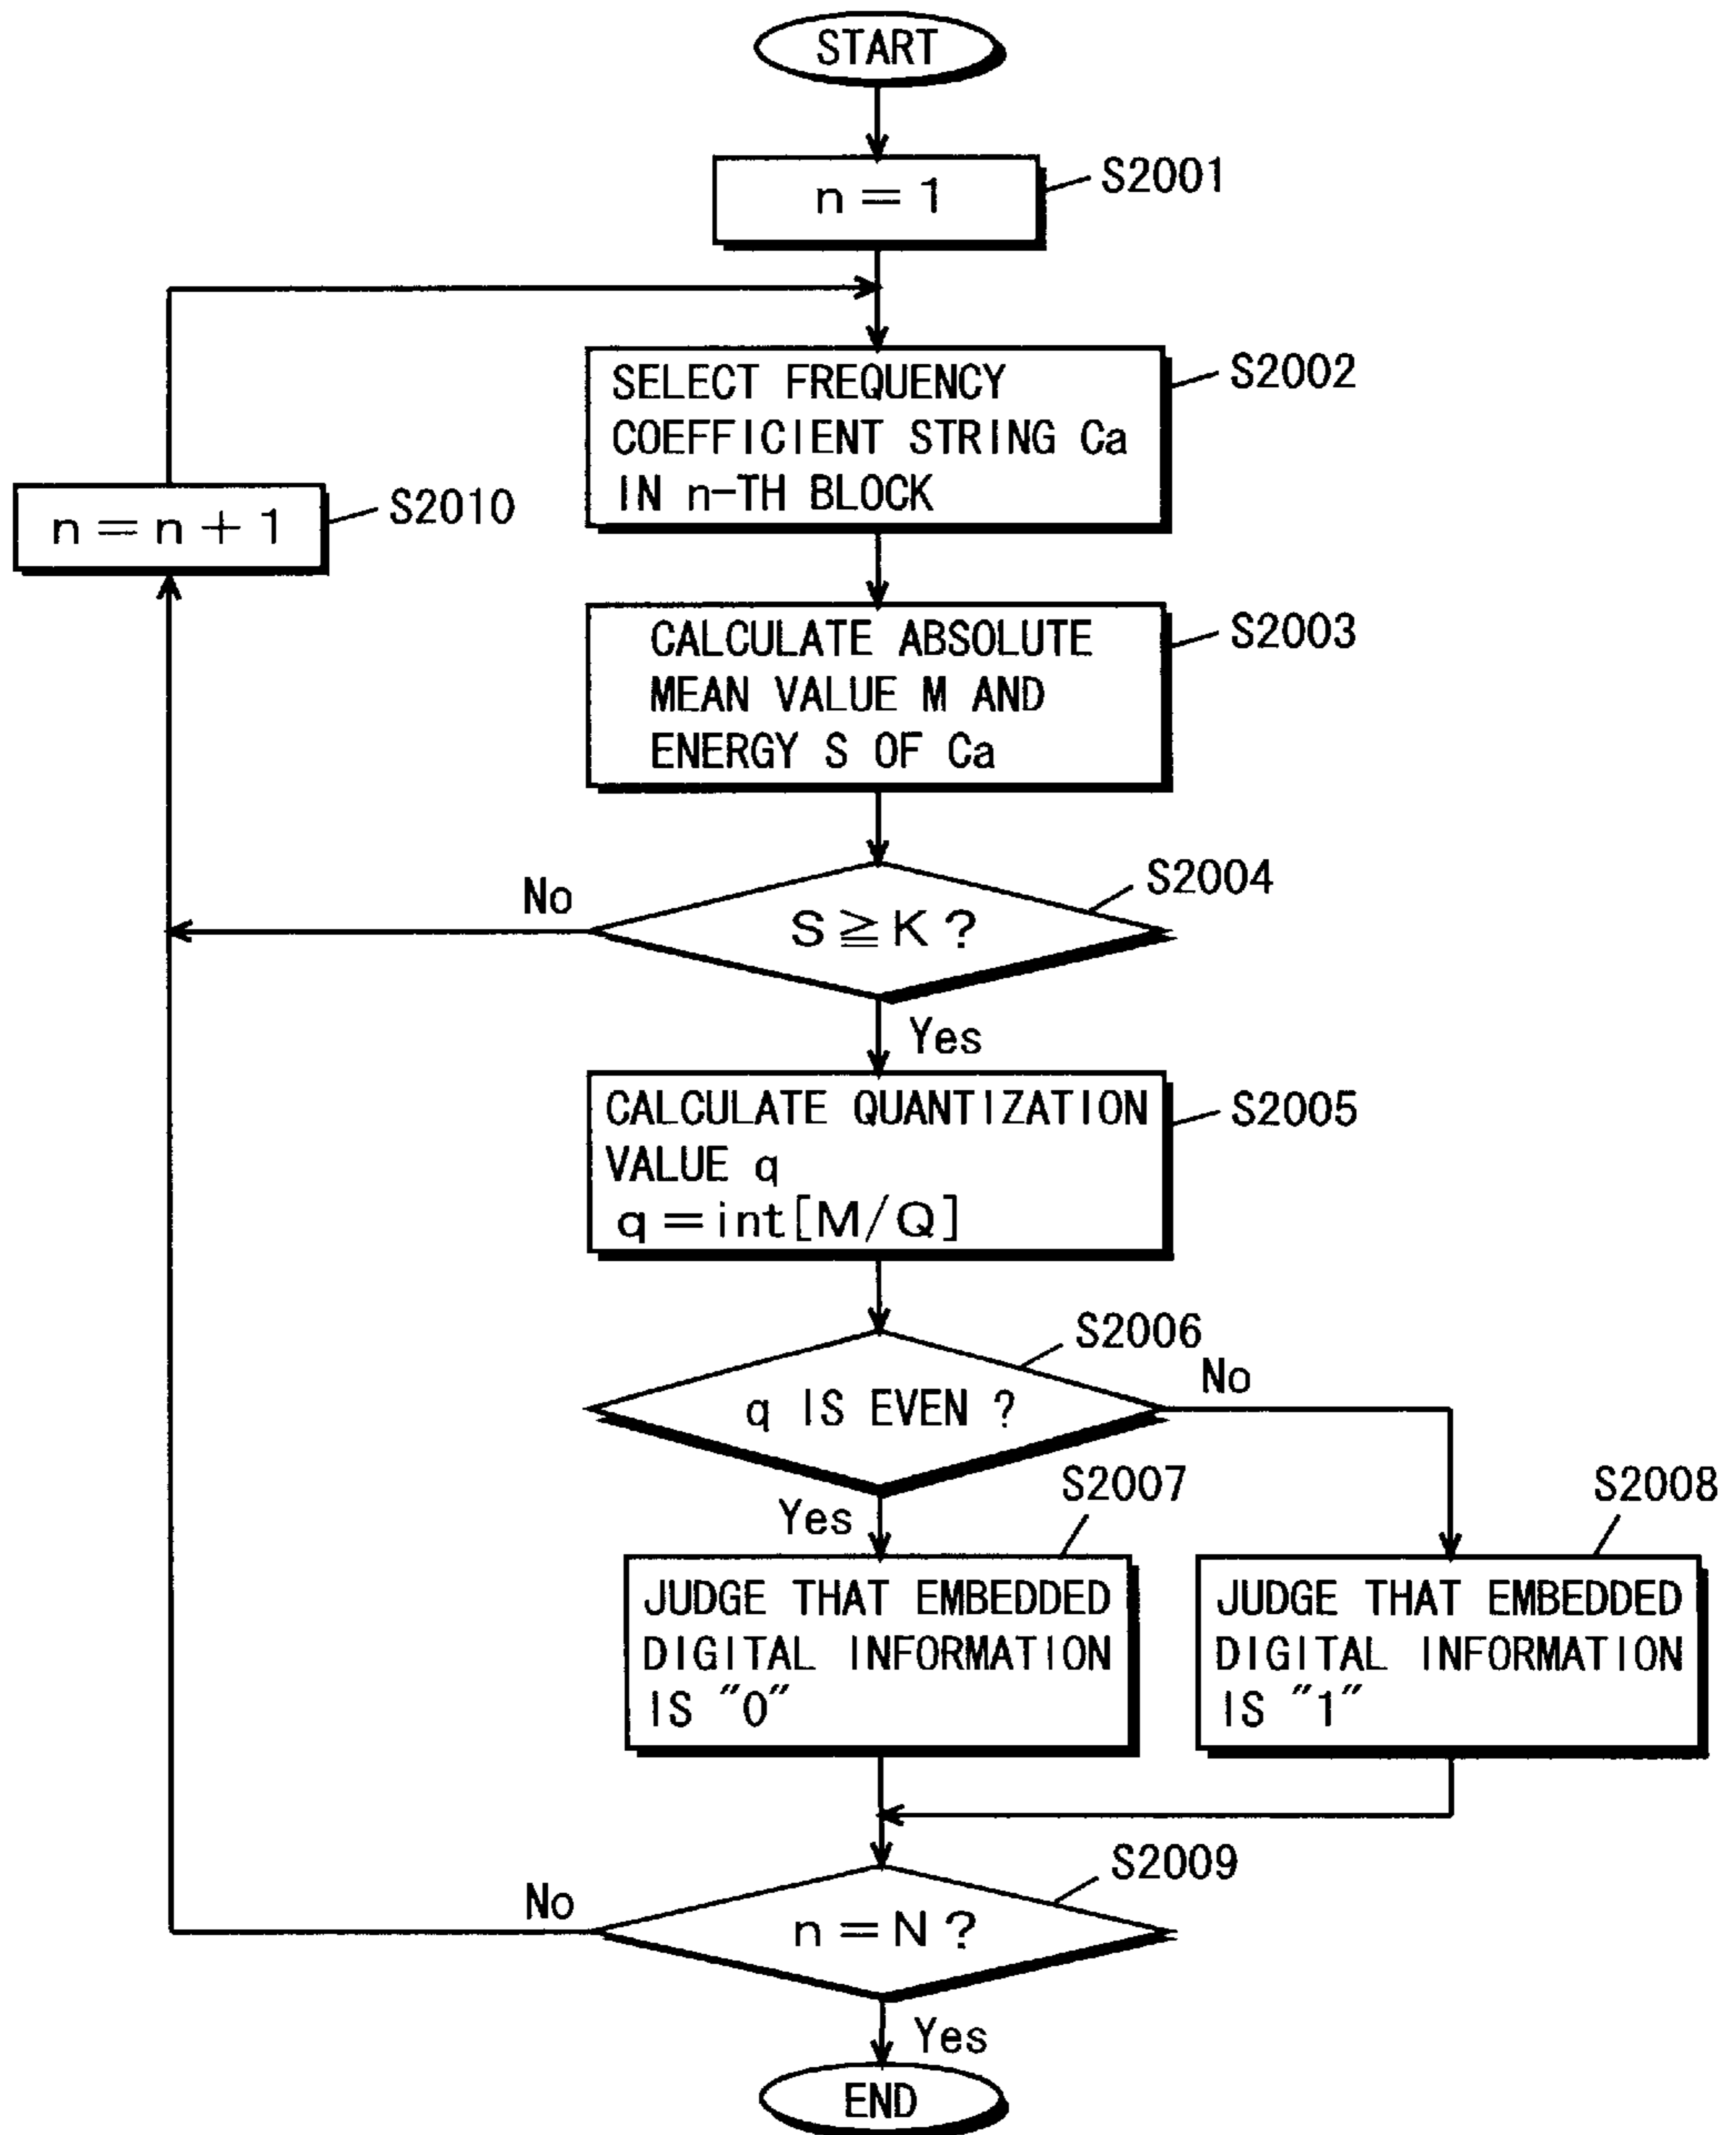 START
n = 1
S2001
SELECT FREQUENCY
COEFFICIENT STRING Ca
IN n-TH BLOCK
S2002
n = n + 1
S2010
CALCULATE ABSOLUTE
MEAN VALUE M AND
ENERGY S OF Ca
S2003
S ≧ K ?
S2004
No
Yes
CALCULATE QUANTIZATION
VALUE q
q = int[M/Q]
S2005
q IS EVEN ?
S2006
No
Yes
S2007
JUDGE THAT EMBEDDED
DIGITAL INFORMATION
IS "0"
S2008
JUDGE THAT EMBEDDED
DIGITAL INFORMATION
IS "1"
n = N ?
S2009
No
Yes
END